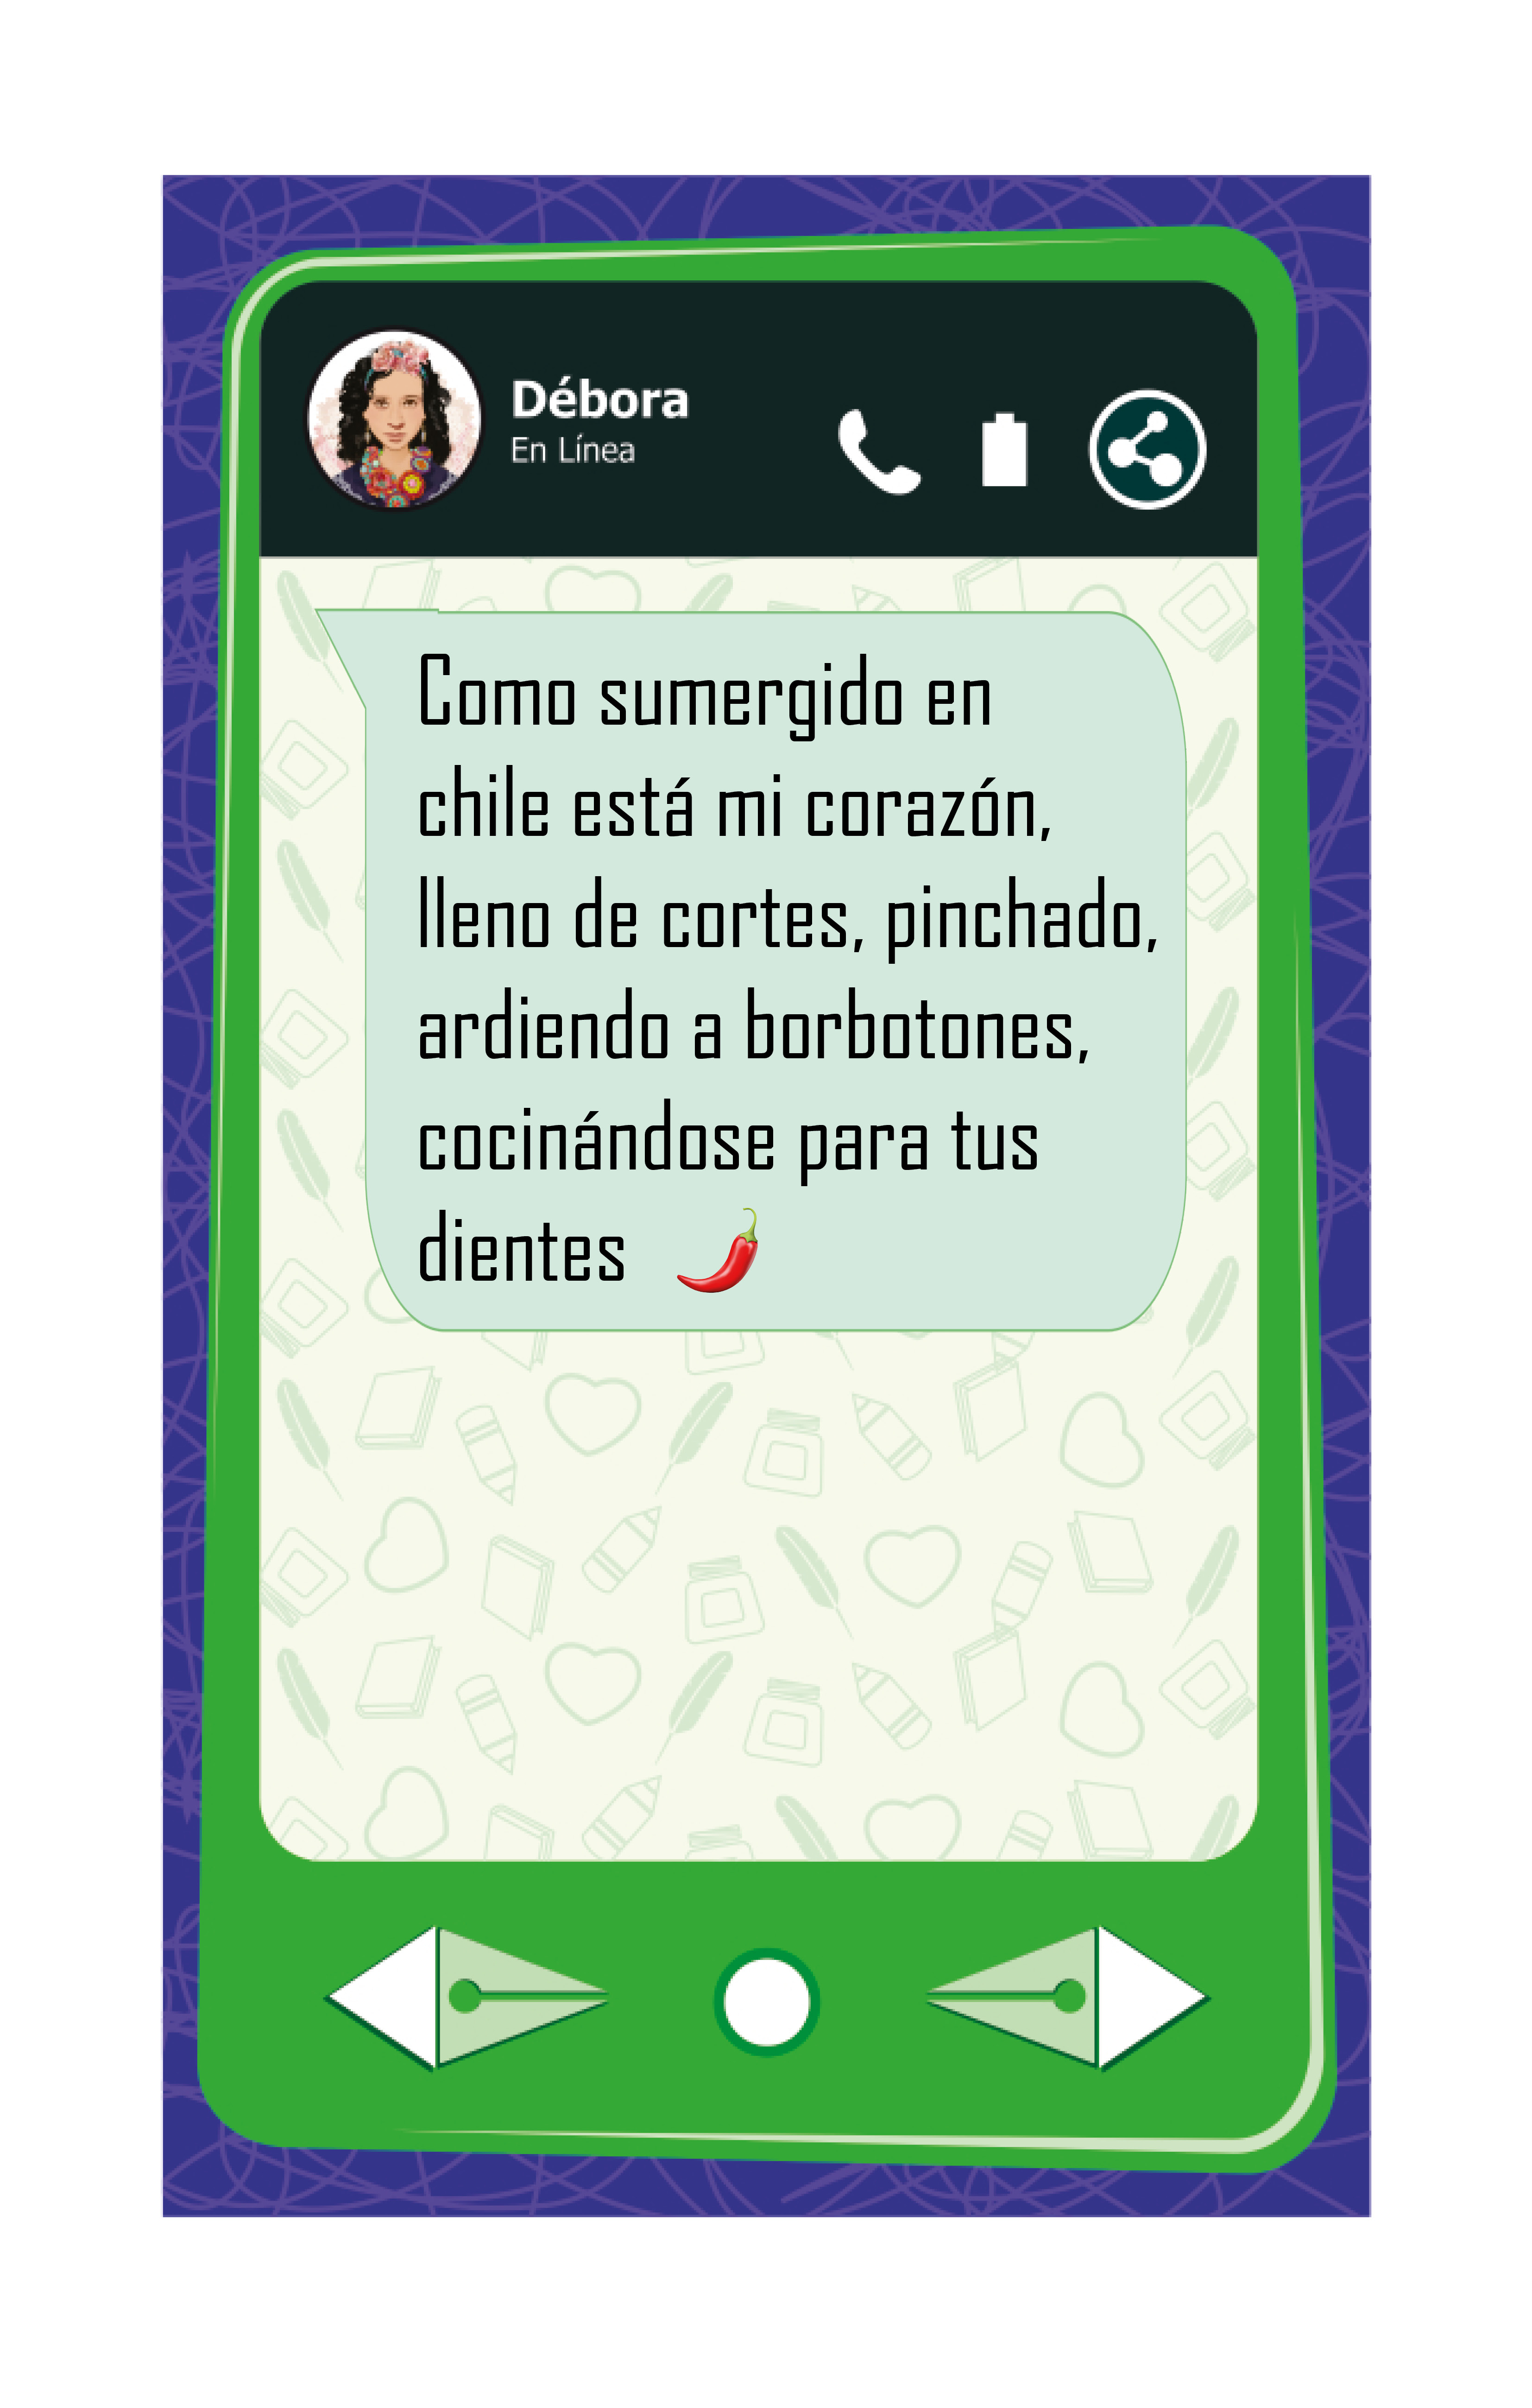 Débora
En Línea
Como sumergido en
chile está mi corazón,
lleno de cortes, pinchado,
ardiendo a borbotones,
cocinándose para tus
dientes 🌶️